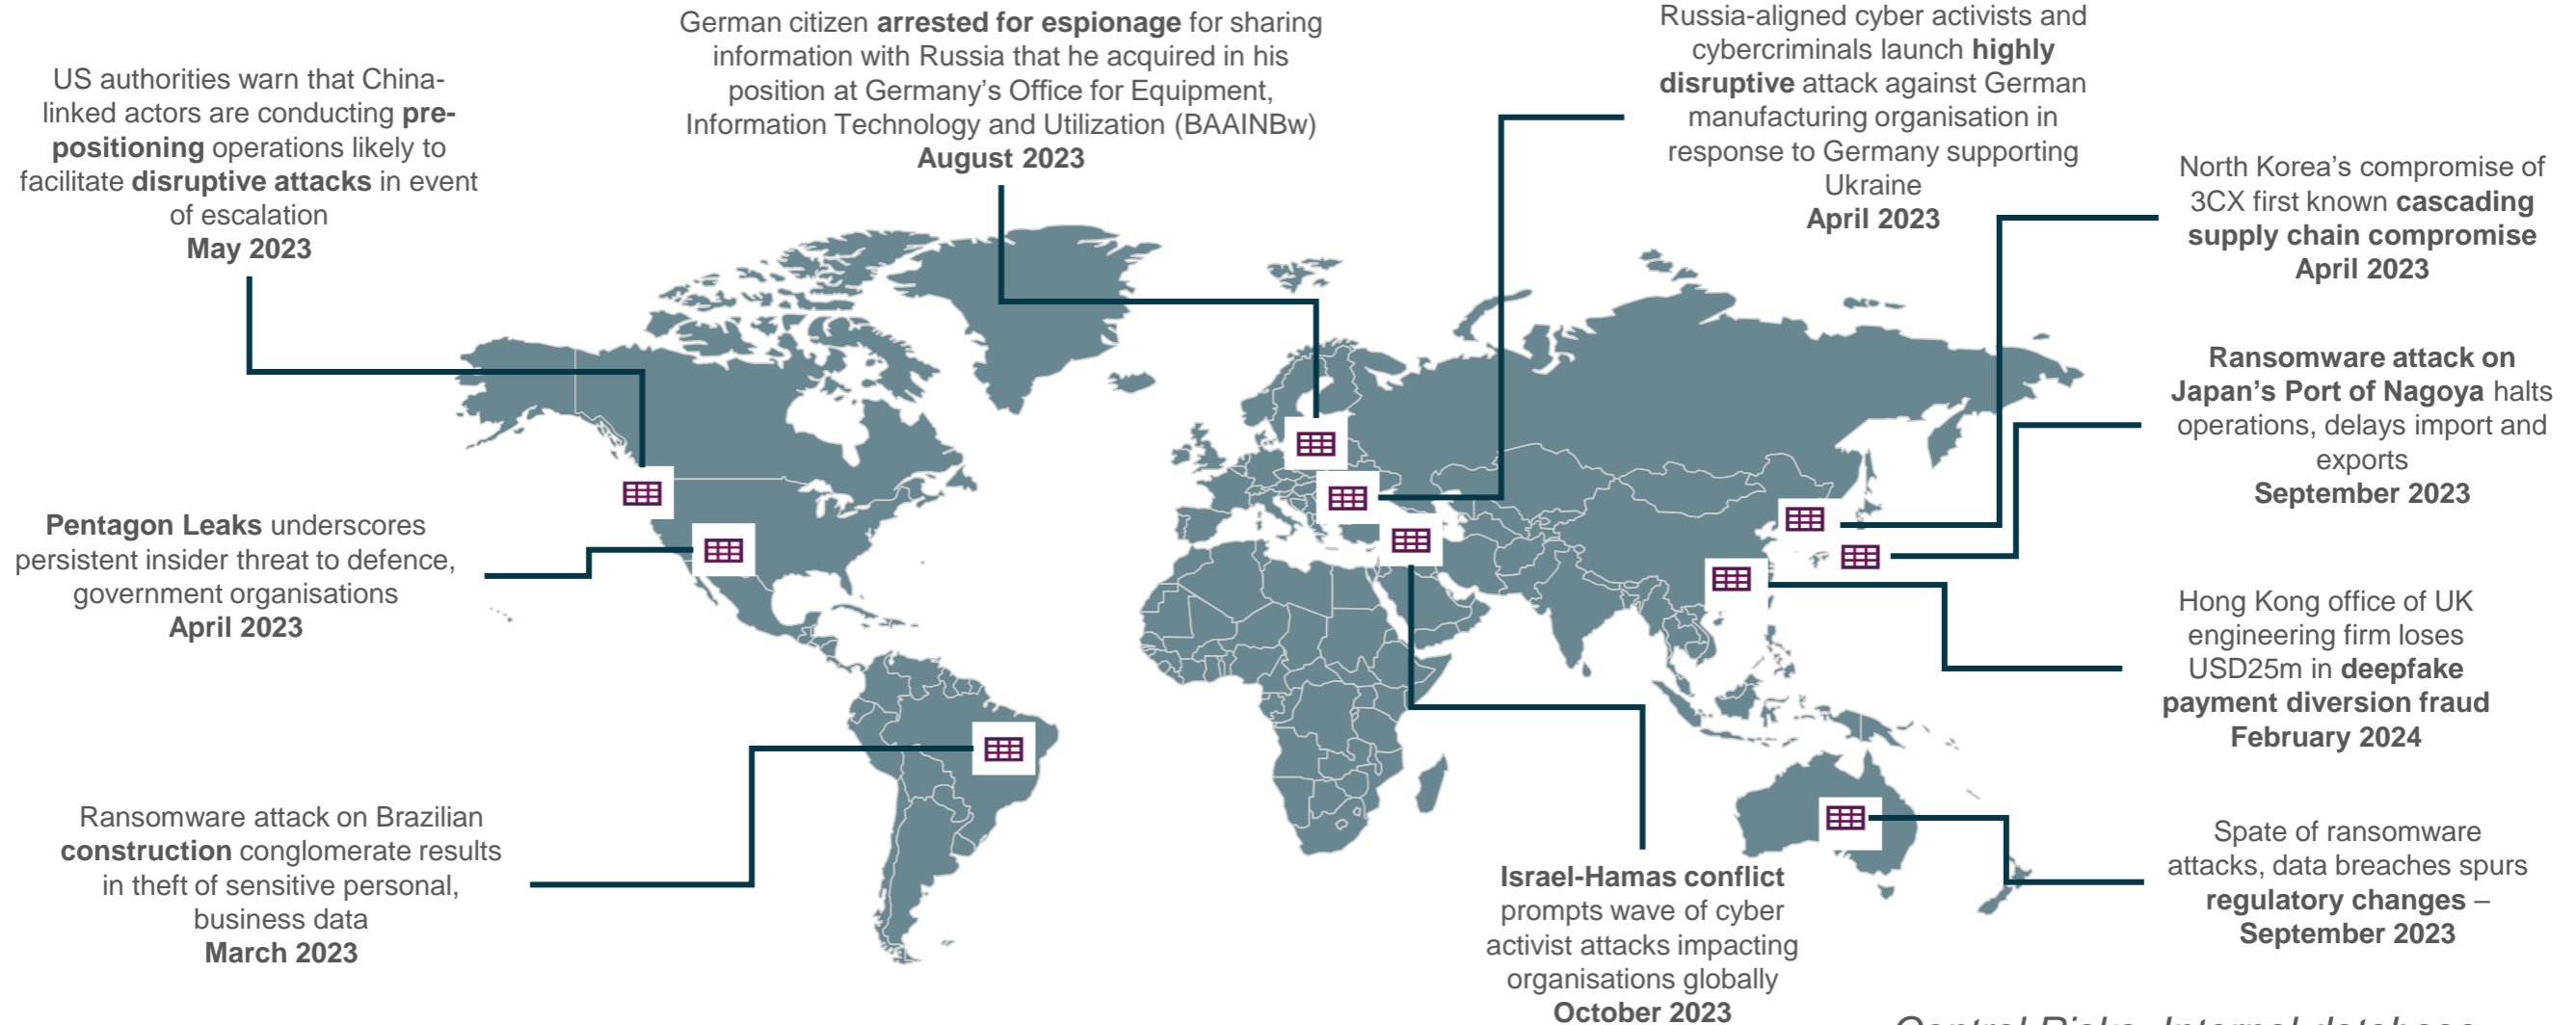 German citizen arrested for espionage for sharing
information with Russia that he acquired in his
position at Germany’s Office for Equipment,
Information Technology and Utilization (BAAINBw)
August 2023
Russia-aligned cyber activists and
cybercriminals launch highly
disruptive attack against German
manufacturing organisation in
response to Germany supporting
Ukraine
April 2023
US authorities warn that China-
linked actors are conducting pre-
positioning operations likely to
facilitate disruptive attacks in event
of escalation
May 2023
North Korea’s compromise of
3CX first known cascading
supply chain compromise
April 2023
Ransomware attack on
Japan’s Port of Nagoya halts
operations, delays import and
exports
September 2023
Pentagon Leaks underscores
persistent insider threat to defence,
government organisations
April 2023
Hong Kong office of UK
engineering firm loses
USD25m in deepfake
payment diversion fraud
February 2024
Ransomware attack on Brazilian
construction conglomerate results
in theft of sensitive personal,
business data
March 2023
Israel-Hamas conflict
prompts wave of cyber
activist attacks impacting
organisations globally
October 2023
Spate of ransomware
attacks, data breaches spurs
regulatory changes –
September 2023
Control Risks, Internal database